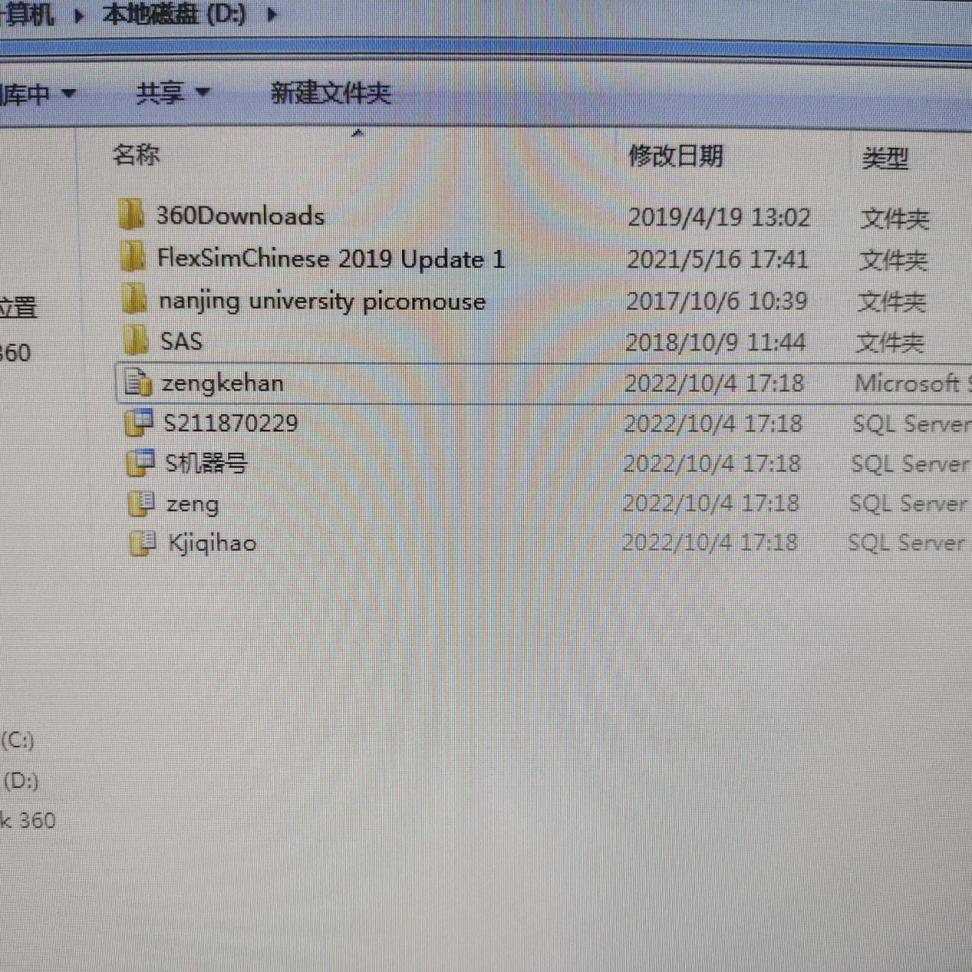 计算机 ▸ 本地磁盘 (D:) ▸
库中 ▼ 共享 ▼ 新建文件夹
名称 修改日期 类型
360Downloads 2019/4/19 13:02 文件夹
FlexSimChinese 2019 Update 1 2021/5/16 17:41 文件夹
nanjing university picomouse 2017/10/6 10:39 文件夹
位置
SAS 2018/10/9 11:44 文件夹
360
zengkehan 2022/10/4 17:18 Microsoft S
S211870229 2022/10/4 17:18 SQL Server
S机器号 2022/10/4 17:18 SQL Server
zeng 2022/10/4 17:18 SQL Server
Kjiqihao 2022/10/4 17:18 SQL Server
(C:)
(D:)
k 360